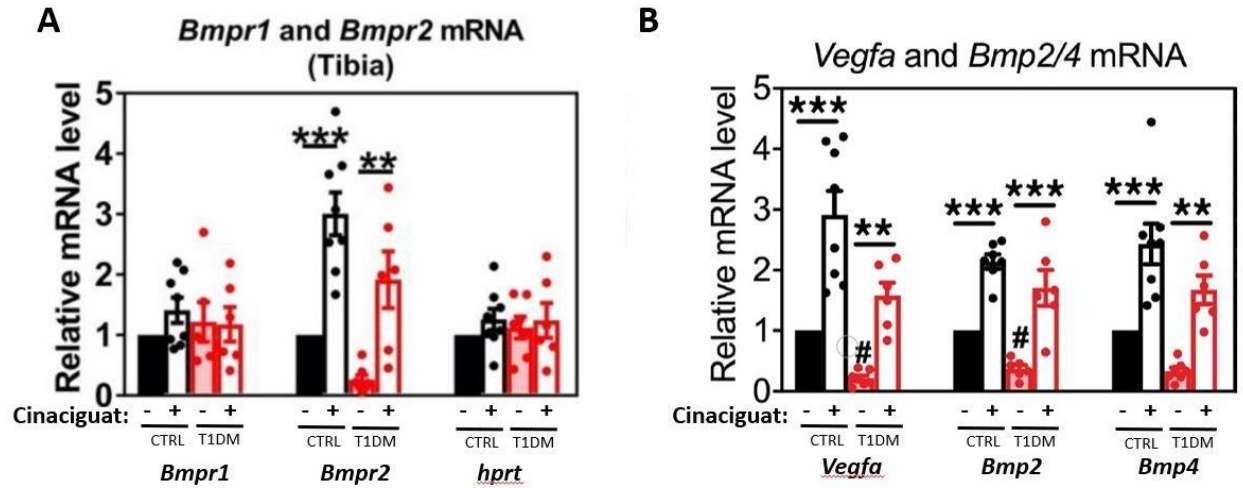 A
Bmpr1 and Bmpr2 mRNA
(Tibia)
Relative mRNA level
5
4
3
2
1
0
*** **
Cinaciguat: - + - + - + - + - + - +
CTRL T1DM CTRL T1DM CTRL T1DM
Bmpr1 Bmpr2 hprt
B
Vegfa and Bmp2/4 mRNA
Relative mRNA level
5
4
3
2
1
0
*** ** *** *** *** **
# #
Cinaciguat: - + - + - + - + - + - +
CTRL T1DM CTRL T1DM CTRL T1DM
Vegfa Bmp2 Bmp4